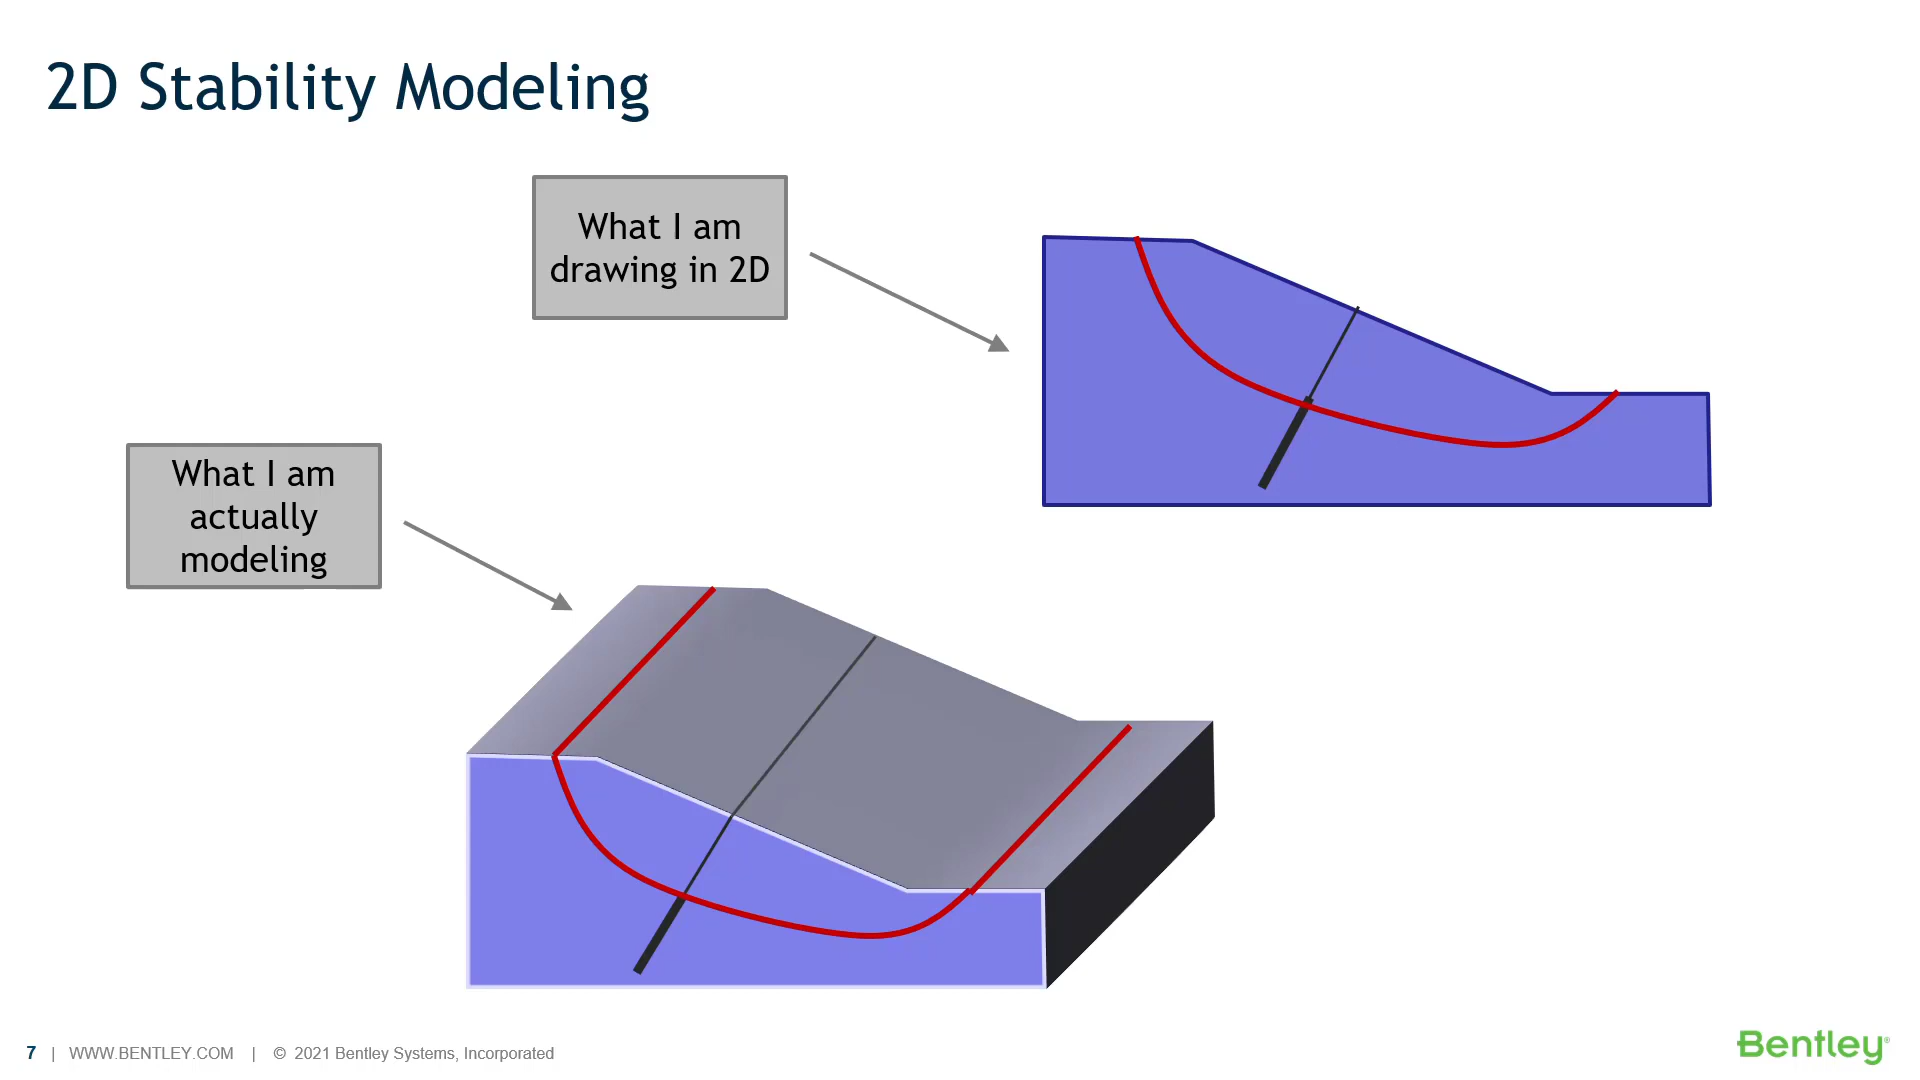 2D Stability Modeling
What I am
drawing in 2D
What I am
actually
modeling
7 | WWW.BENTLEY.COM | © 2021 Bentley Systems, Incorporated
Bentley®